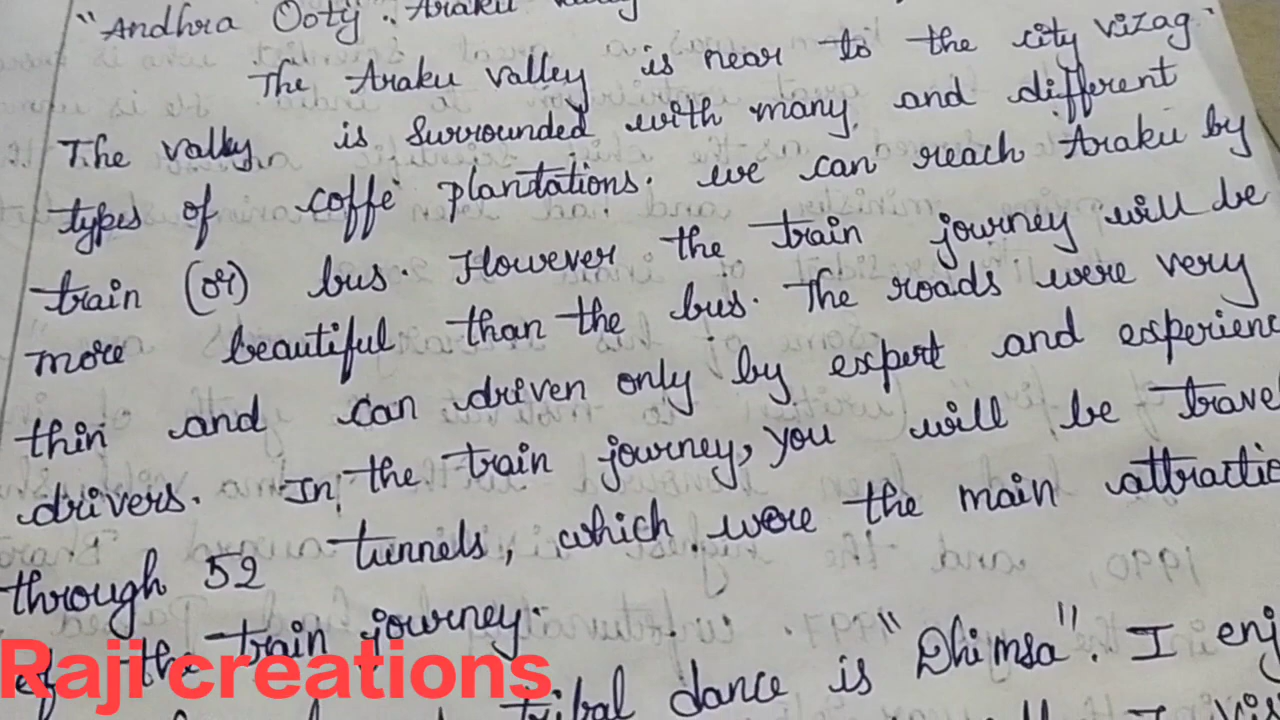 "Andhra Ooty". Araku Valley
The Araku valley is near to the city vizag.
The valley is surrounded with many and different
types of coffe plantations. we can reach Araku by
train (or) bus. However the train journey will be
more beautiful than the bus. The roads were very
thin and can driven only by expert and experienc
drivers. In the train journey, you will be travel
through 52 tunnels, which were the main attractio
of the train journey.
tribal dance is "Dhimsa". I enj
Raji creations